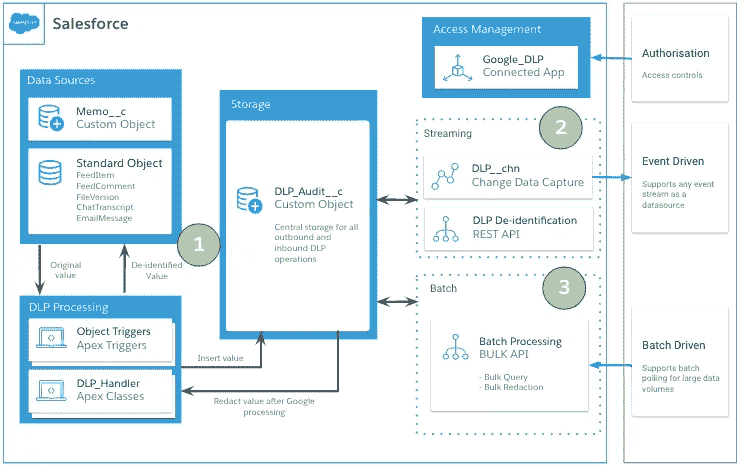 salesforce
Salesforce
Data Sources
Memo__c
Custom Object
Standard Object
FeedItem
FeedComment
FileVersion
ChatTranscript
EmailMessage
Original
value
De-identified
Value
1
DLP Processing
Object Triggers
Apex Triggers
DLP_Handler
Apex Classes
Insert value
Redact value after Google
processing
Storage
DLP_Audit__c
Custom Object
Central storage for all
outbound and
inbound DLP
operations
Access Management
Google_DLP
Connected App
2
Streaming
DLP__chn
Change Data Capture
DLP De-identification
REST API
3
Batch
Batch Processing
BULK API
- Bulk Query
- Bulk Redaction
Authorisation
Access controls
Event Driven
Supports any event
stream as a
datasource
Batch Driven
Supports batch
polling for large data
volumes